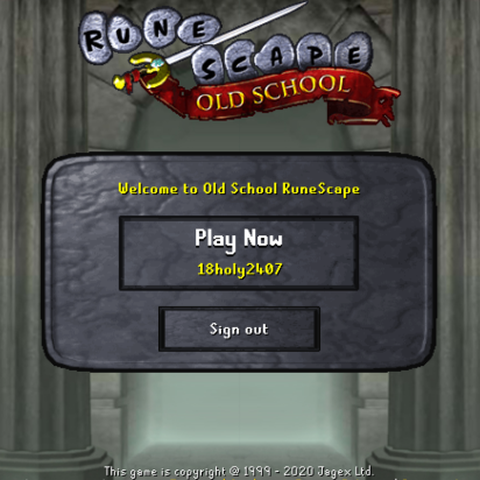 RUNE
SCAPE
OLD SCHOOL
Welcome to Old School RuneScape
Play Now
18holy2407
Sign out
This game is copyright @ 1999 - 2020 Jagex Ltd.